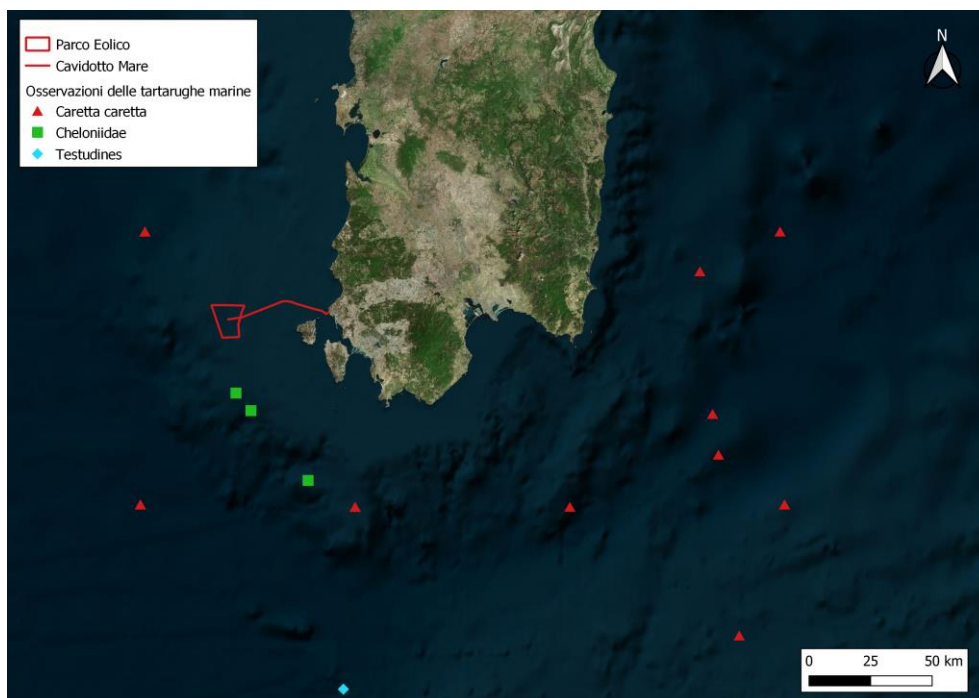 Parco Eolico
Cavidotto Mare
Osservazioni delle tartarughe marine
Caretta caretta
Cheloniidae
Testudines
N
0 25 50 km